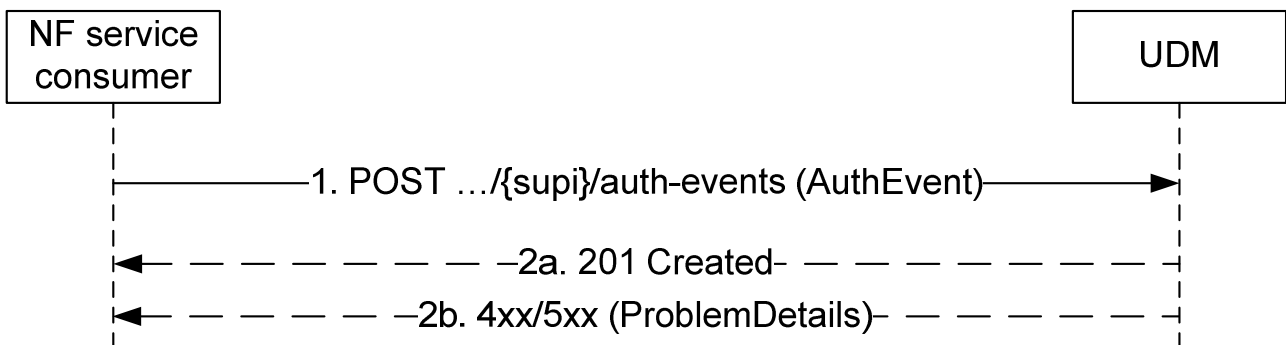 NF service
consumer
UDM
1. POST …/{supi}/auth-events (AuthEvent)
2a. 201 Created
2b. 4xx/5xx (ProblemDetails)